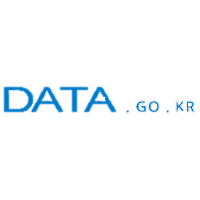 DATA . GO . KR